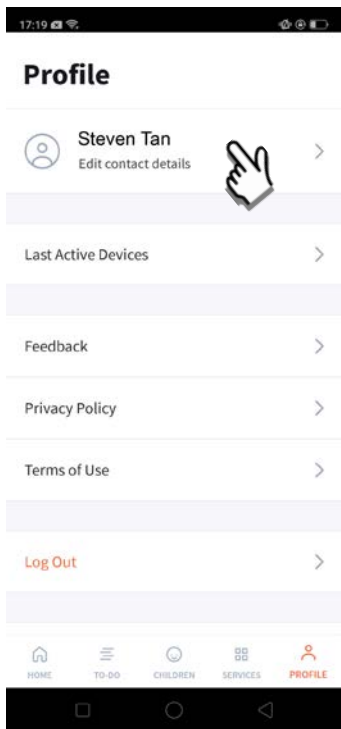 17:19
Profile
Steven Tan
Edit contact details
Last Active Devices
Feedback
Privacy Policy
Terms of Use
Log Out
HOME TO-DO CHILDREN SERVICES PROFILE